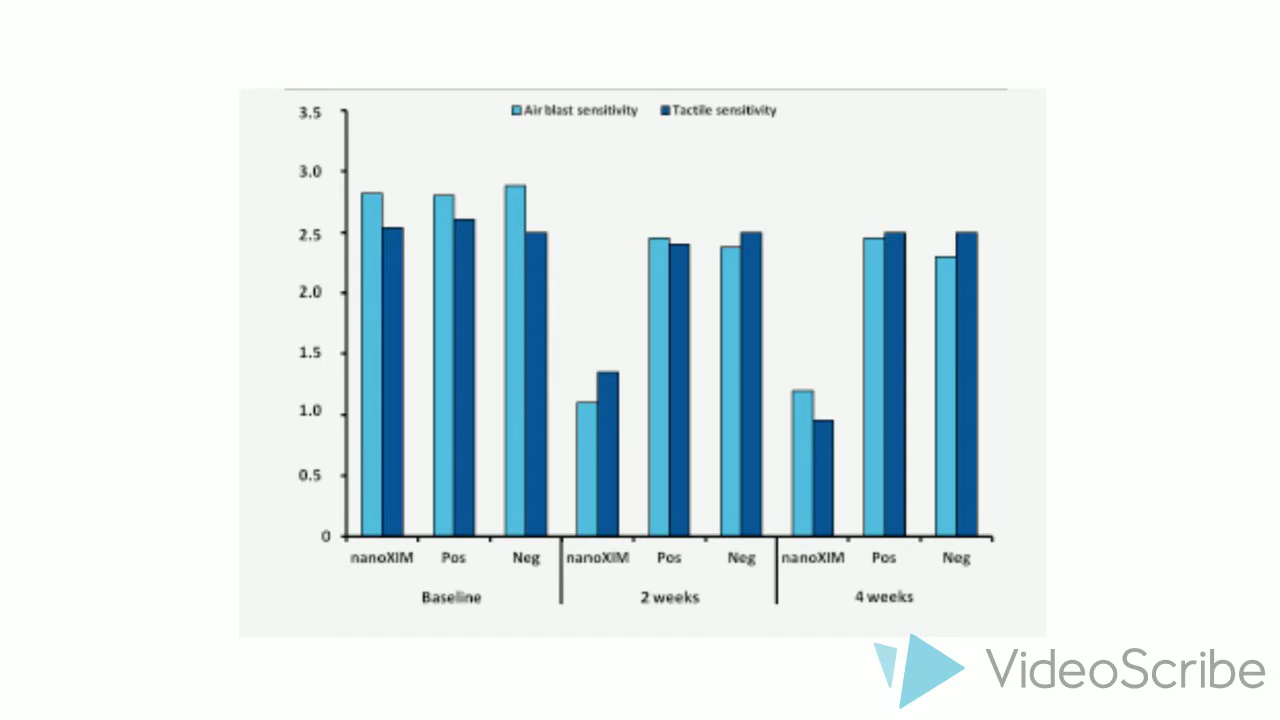 Air blast sensitivity Tactile sensitivity
3.5
3.0
2.5
2.0
1.5
1.0
0.5
0
nanoXIM Pos Neg nanoXIM Pos Neg nanoXIM Pos Neg
Baseline 2 weeks 4 weeks
VideoScribe